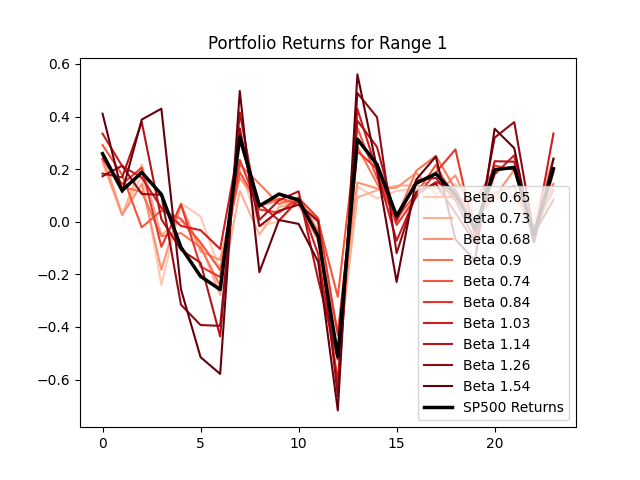 Portfolio Returns for Range 1
0.6
0.4
0.2
0.0
−0.2
−0.4
−0.6
0
5
10
15
20
Beta 0.65
Beta 0.73
Beta 0.68
Beta 0.9
Beta 0.74
Beta 0.84
Beta 1.03
Beta 1.14
Beta 1.26
Beta 1.54
SP500 Returns